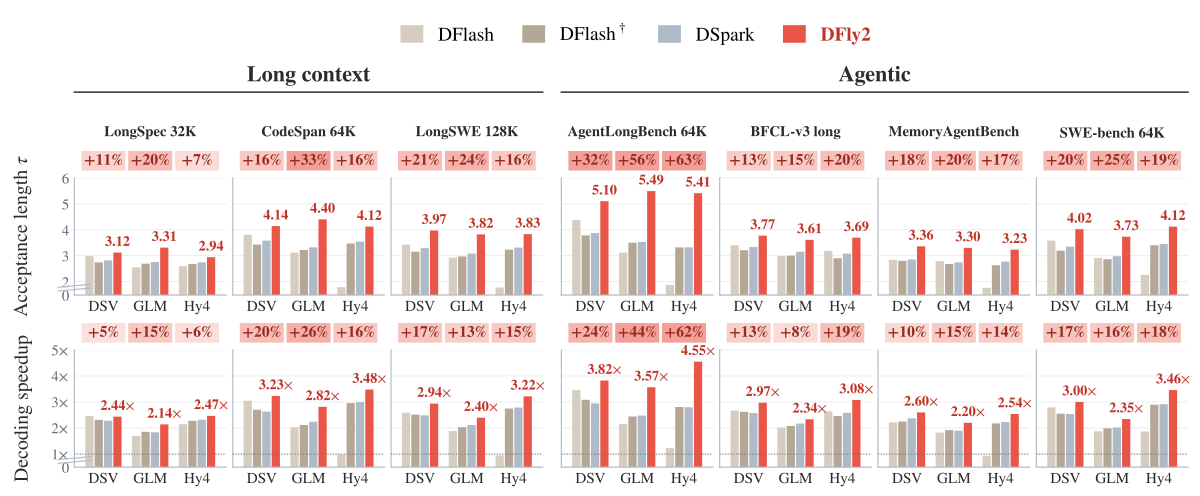 DFlash DFlash † DSpark DFly2
Long context Agentic
LongSpec 32K CodeSpan 64K LongSWE 128K AgentLongBench 64K BFCL-v3 long MemoryAgentBench SWE-bench 64K
+11% +20% +7% +16% +33% +16% +21% +24% +16% +32% +56% +63% +13% +15% +20% +18% +20% +17% +20% +25% +19%
Acceptance length τ
6
5
4
3
2
0
3.12 3.31 2.94 4.14 4.40 4.12 3.97 3.82 3.83 5.10 5.49 5.41 3.77 3.61 3.69 3.36 3.30 3.23 4.02 3.73 4.12
DSV GLM Hy4 DSV GLM Hy4 DSV GLM Hy4 DSV GLM Hy4 DSV GLM Hy4 DSV GLM Hy4 DSV GLM Hy4
+5% +15% +6% +20% +26% +16% +17% +13% +15% +24% +44% +62% +13% +8% +19% +10% +15% +14% +17% +16% +18%
Decoding speedup
5×
4×
3×
2×
1×
0
2.44× 2.14× 2.47× 3.23× 2.82× 3.48× 2.94× 2.40× 3.22× 3.82× 3.57× 4.55× 2.97× 2.34× 3.08× 2.60× 2.20× 2.54× 3.00× 2.35× 3.46×
DSV GLM Hy4 DSV GLM Hy4 DSV GLM Hy4 DSV GLM Hy4 DSV GLM Hy4 DSV GLM Hy4 DSV GLM Hy4